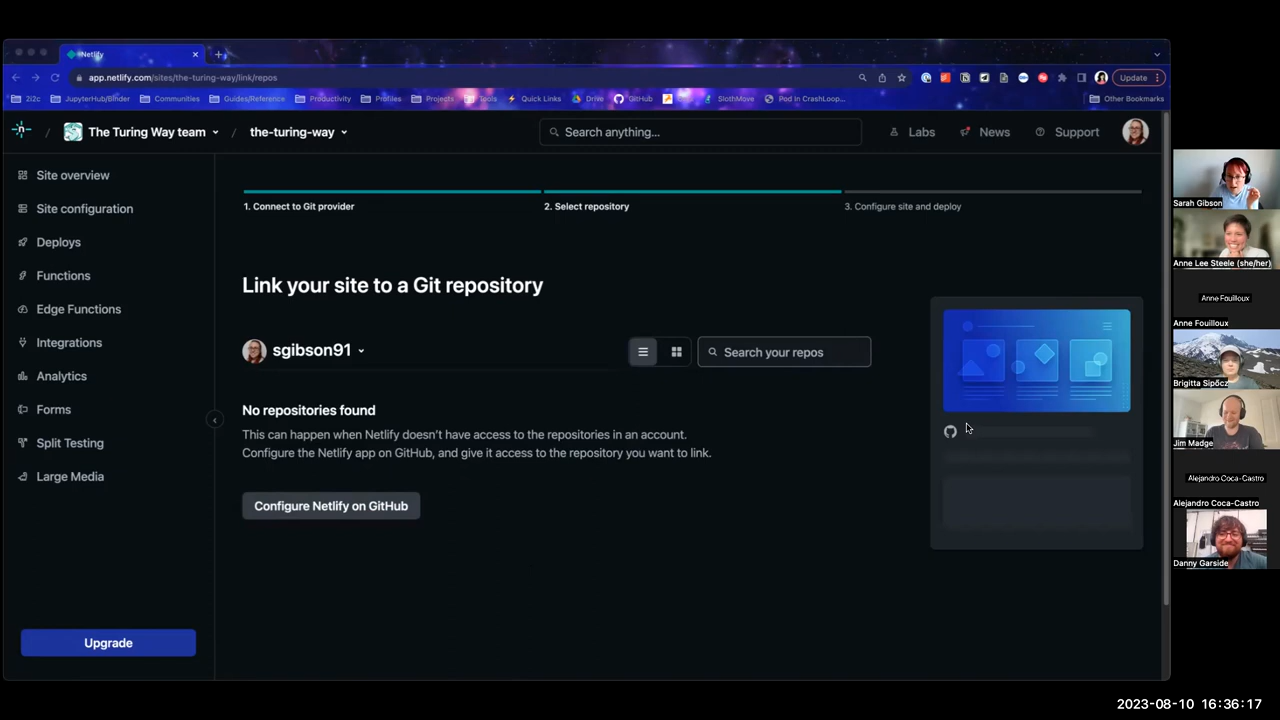 Netlify
app.netlify.com/sites/the-turing-way/link/repos
Update
2i2c
JupyterHub/Binder
Communities
Guides/Reference
Productivity
Profiles
Projects
Tools
Quick Links
Drive
GitHub
SlothMove
Pod In CrashLoop...
Other Bookmarks
The Turing Way team
/
the-turing-way
Search anything...
Labs
News
Support
Site overview
Site configuration
Deploys
Functions
Edge Functions
Integrations
Analytics
Forms
Split Testing
Large Media
Upgrade
1. Connect to Git provider
2. Select repository
3. Configure site and deploy
Link your site to a Git repository
sgibson91
Search your repos
No repositories found
This can happen when Netlify doesn't have access to the repositories in an account.
Configure the Netlify app on GitHub, and give it access to the repository you want to link.
Configure Netlify on GitHub
Sarah Gibson
Anne Lee Steele (she/her)
Anne Fouilloux
Anne Fouilloux
Brigitta Sipőcz
Jim Madge
Alejandro Coca-Castro
Alejandro Coca-Castro
Danny Garside
2023-08-10 16:36:17